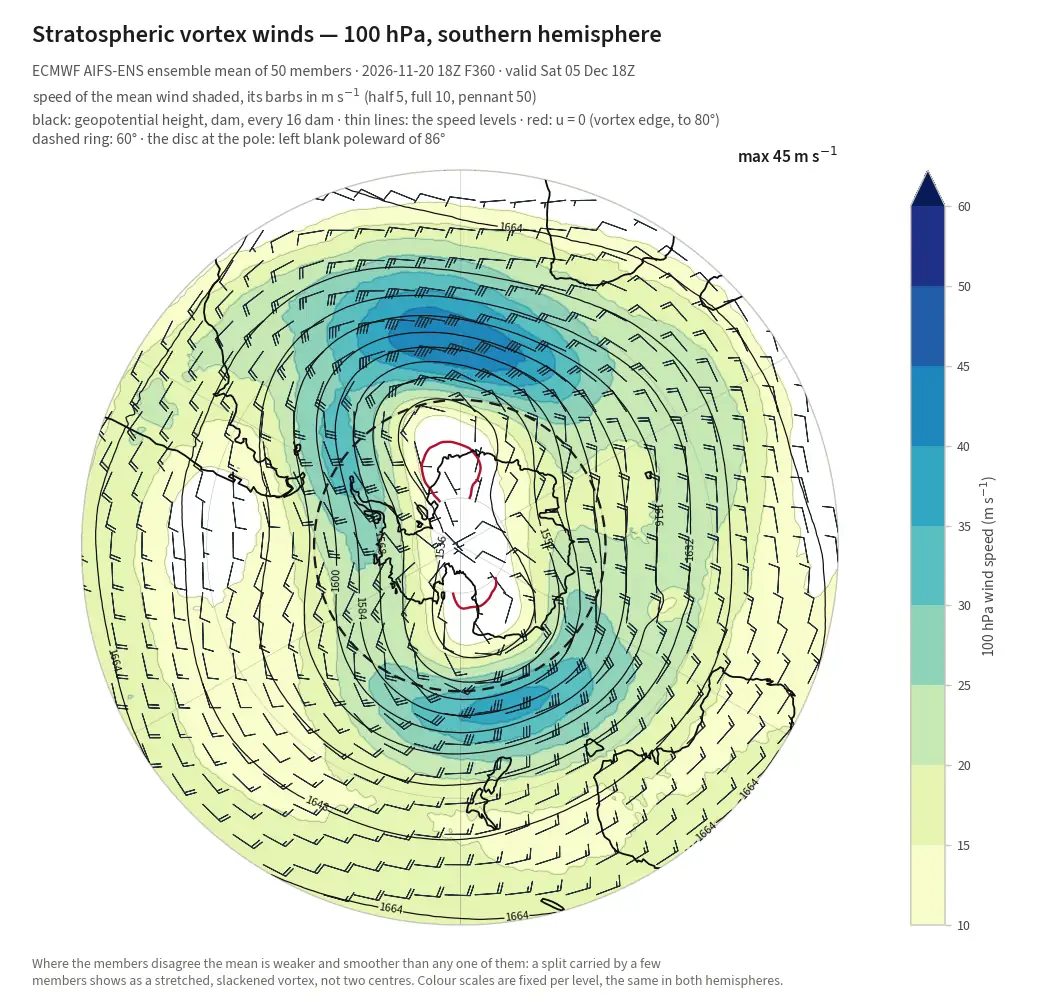 Stratospheric vortex winds — 100 hPa, southern hemisphere
ECMWF AIFS-ENS ensemble mean of 50 members · 2026-11-20 18Z F360 · valid Sat 05 Dec 18Z
speed of the mean wind shaded, its barbs in m s−1 (half 5, full 10, pennant 50)
black: geopotential height, dam, every 16 dam · thin lines: the speed levels · red: u = 0 (vortex edge, to 80°)
dashed ring: 60° · the disc at the pole: left blank poleward of 86°
max 45 m s−1
60
50
45
40
35
30
25
20
15
10
100 hPa wind speed (m s−1)
1664
1616
1632
1552
1536
1568
1600
1584
1664
1648
1664
1664
1664
1664
Where the members disagree the mean is weaker and smoother than any one of them: a split carried by a few
members shows as a stretched, slackened vortex, not two centres. Colour scales are fixed per level, the same in both hemispheres.